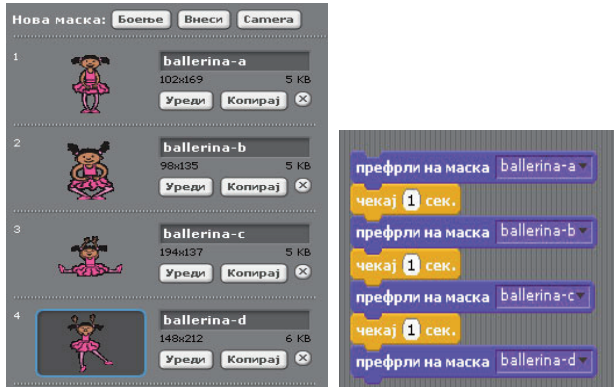 Нова маска: Боење Внеси Camera
1
ballerina-a
102x169 5 KB
Уреди Копирај
2
ballerina-b
98x135 5 KB
Уреди Копирај
3
ballerina-c
194x137 5 KB
Уреди Копирај
4
ballerina-d
148x212 6 KB
Уреди Копирај
префрли на маска ballerina-a
чекај 1 сек.
префрли на маска ballerina-b
чекај 1 сек.
префрли на маска ballerina-c
чекај 1 сек.
префрли на маска ballerina-d